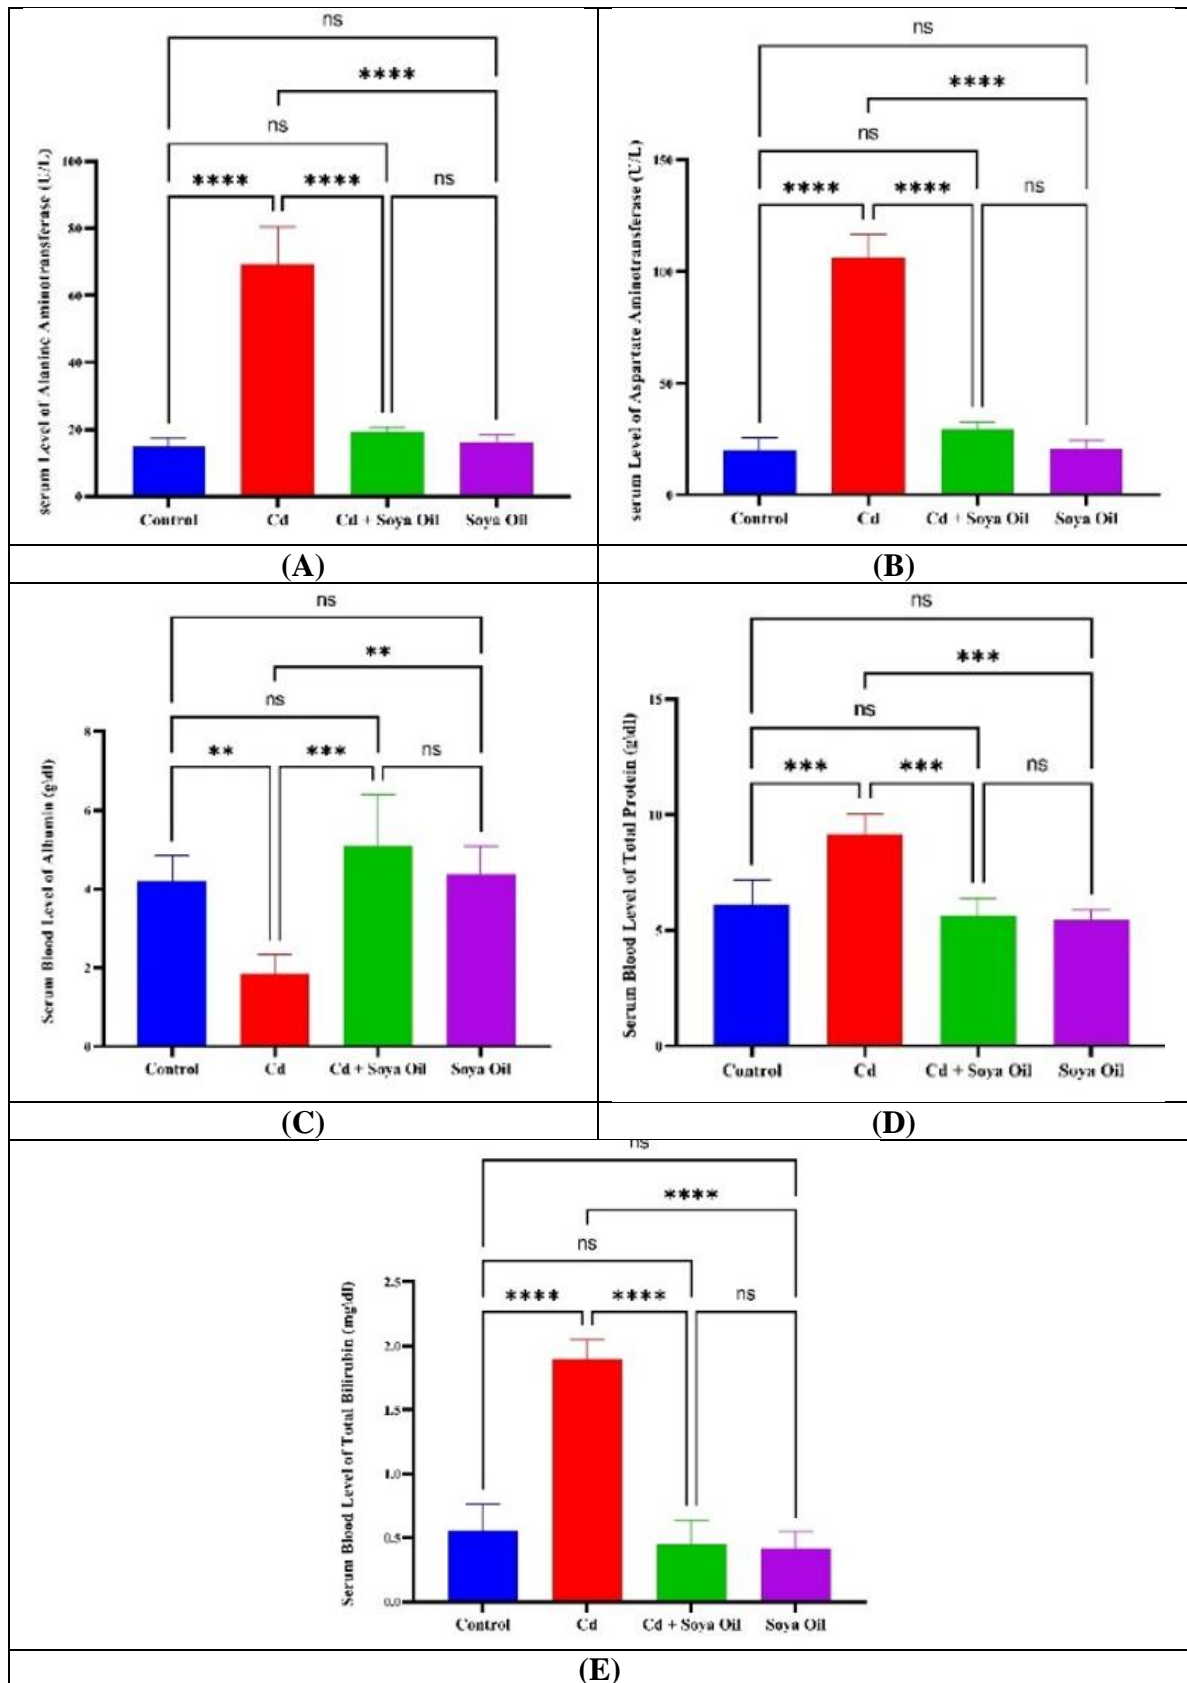 ns
****
ns
**** **** ns
serum Level of Alanine Aminotransferase (U/L)
100
80
60
40
20
0
Control Cd Cd + Soya Oil Soya Oil
(A)
ns
****
ns
**** **** ns
serum Level of Aspartate Aminotransferase (U/L)
150
100
50
0
Control Cd Cd + Soya Oil Soya Oil
(B)
ns
**
ns
** *** ns
Serum Blood Level of Albumin (g\dl)
8
6
4
2
0
Control Cd Cd + Soya Oil Soya Oil
(C)
ns
***
ns
*** *** ns
Serum Blood Level of Total Protein (g\dl)
15
10
5
0
Control Cd Cd + Soya Oil Soya Oil
(D)
ns
****
ns
**** **** ns
Serum Blood Level of Total Bilirubin (mg\dl)
2.5
2.0
1.5
1.0
0.5
0.0
Control Cd Cd + Soya Oil Soya Oil
(E)